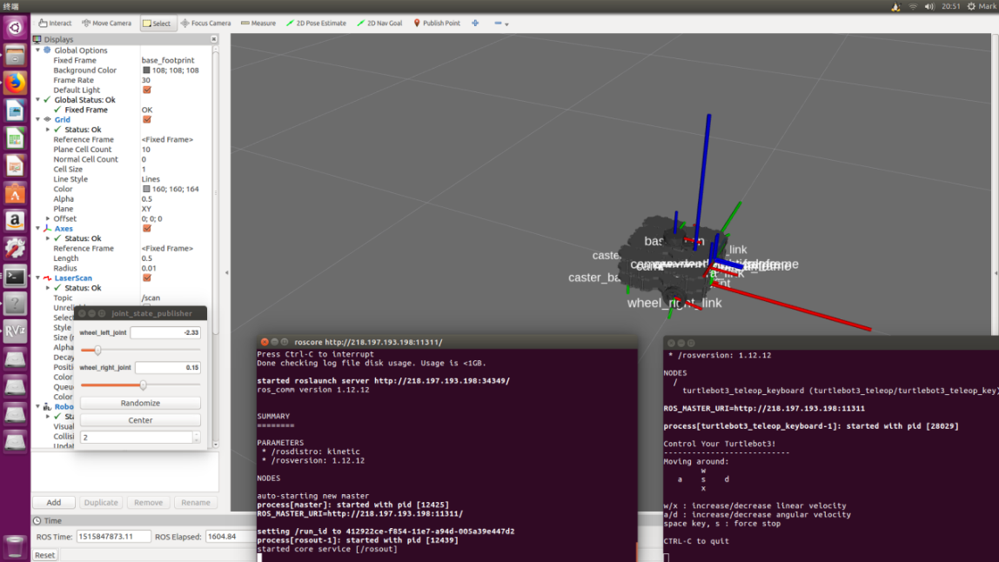 终端
20:51
Mark
Interact
Move Camera
Select
Focus Camera
Measure
2D Pose Estimate
2D Nav Goal
Publish Point
Displays
Global Options
Fixed Frame base_footprint
Background Color 108; 108; 108
Frame Rate 30
Default Light
Global Status: Ok
Fixed Frame OK
Grid
Status: Ok
Reference Frame <Fixed Frame>
Plane Cell Count 10
Normal Cell Count 0
Cell Size 1
Line Style Lines
Color 160; 160; 164
Alpha 0.5
Plane XY
Offset 0; 0; 0
Axes
Status: Ok
Reference Frame <Fixed Frame>
Length 0.5
Radius 0.01
LaserScan
Status: Ok
Topic /scan
Unreli
Selec
Style
Size (
Alpha
Decay
Positi
Color
Queu
Color
Robo
Sta
Visual
Collisi
Updat
joint_state_publisher
wheel_left_joint -2.33
wheel_right_joint 0.15
Randomize
Center
2
Add
Duplicate
Remove
Rename
Time
ROS Time: 1515847873.11 ROS Elapsed: 1604.84
Reset
bas
_link
caste
caster_ba
wheel_right_link
roscore http://218.197.193.198:11311/
Press Ctrl-C to interrupt
Done checking log file disk usage. Usage is <1GB.
started roslaunch server http://218.197.193.198:34349/
ros_comm version 1.12.12
SUMMARY
========
PARAMETERS
* /rosdistro: kinetic
* /rosversion: 1.12.12
NODES
auto-starting new master
process[master]: started with pid [12425]
ROS_MASTER_URI=http://218.197.193.198:11311/
setting /run_id to 412922ce-f854-11e7-a94d-005a39e447d2
process[rosout-1]: started with pid [12439]
started core service [/rosout]
* /rosversion: 1.12.12
NODES
/
turtlebot3_teleop_keyboard (turtlebot3_teleop/turtlebot3_teleop_key
ROS_MASTER_URI=http://218.197.193.198:11311
process[turtlebot3_teleop_keyboard-1]: started with pid [28029]
Control Your Turtlebot3!
---------------------------
Moving around:
w
a s d
x
w/x : increase/decrease linear velocity
a/d : increase/decrease angular velocity
space key, s : force stop
CTRL-C to quit